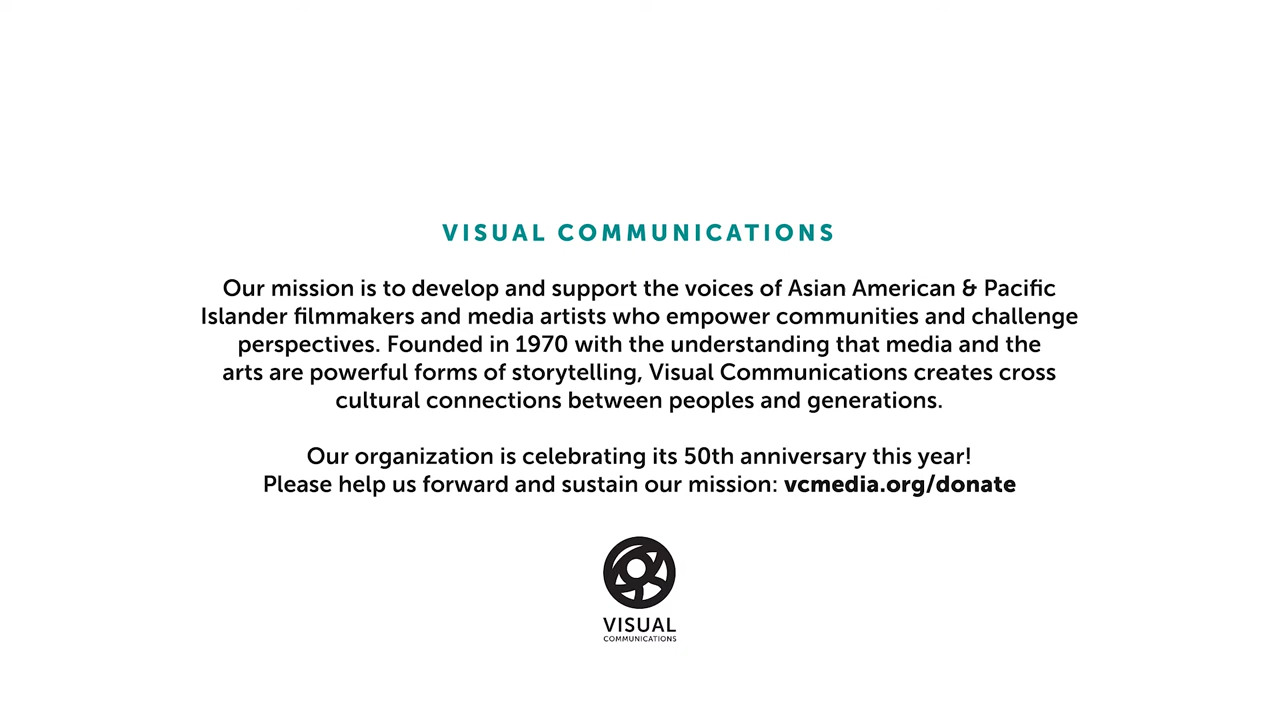 VISUAL COMMUNICATIONS
Our mission is to develop and support the voices of Asian American & Pacific
Islander filmmakers and media artists who empower communities and challenge
perspectives. Founded in 1970 with the understanding that media and the
arts are powerful forms of storytelling, Visual Communications creates cross
cultural connections between peoples and generations.
Our organization is celebrating its 50th anniversary this year!
Please help us forward and sustain our mission: vcmedia.org/donate
VISUAL
COMMUNICATIONS